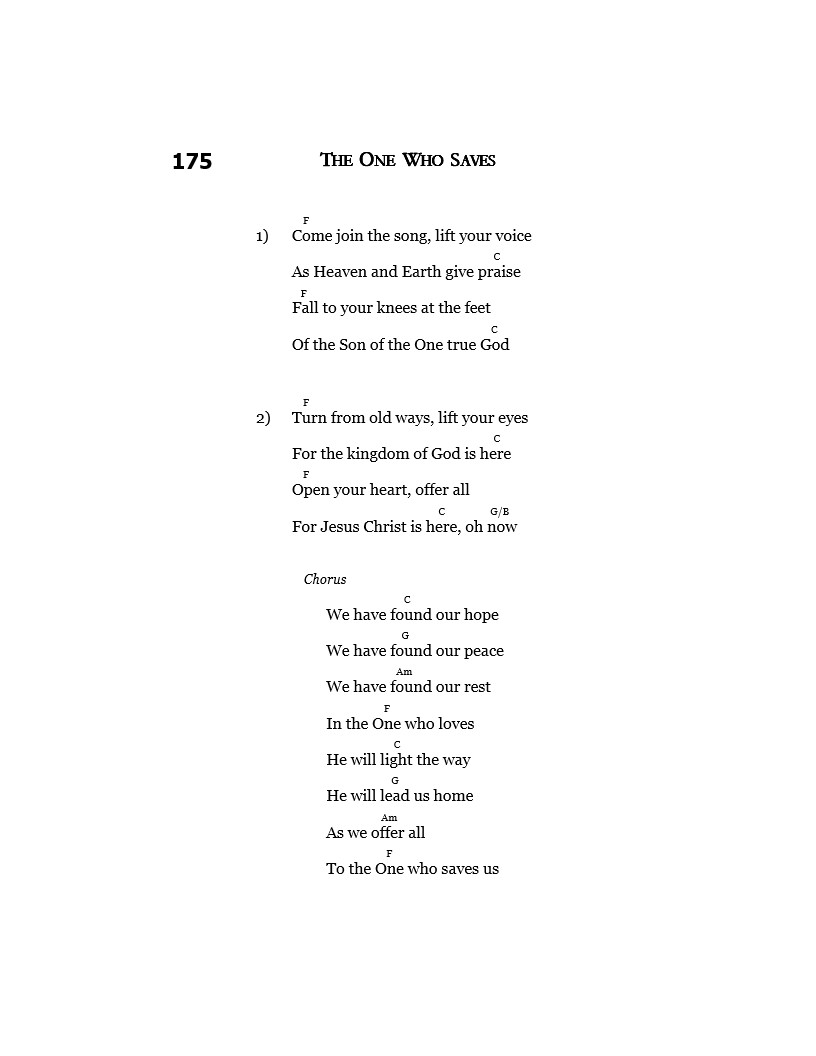 175 THE ONE WHO SAVES
F
1) Come join the song, lift your voice
C
As Heaven and Earth give praise
F
Fall to your knees at the feet
C
Of the Son of the One true God
F
2) Turn from old ways, lift your eyes
C
For the kingdom of God is here
F
Open your heart, offer all
C G/B
For Jesus Christ is here, oh now
Chorus
C
We have found our hope
G
We have found our peace
Am
We have found our rest
F
In the One who loves
C
He will light the way
G
He will lead us home
Am
As we offer all
F
To the One who saves us